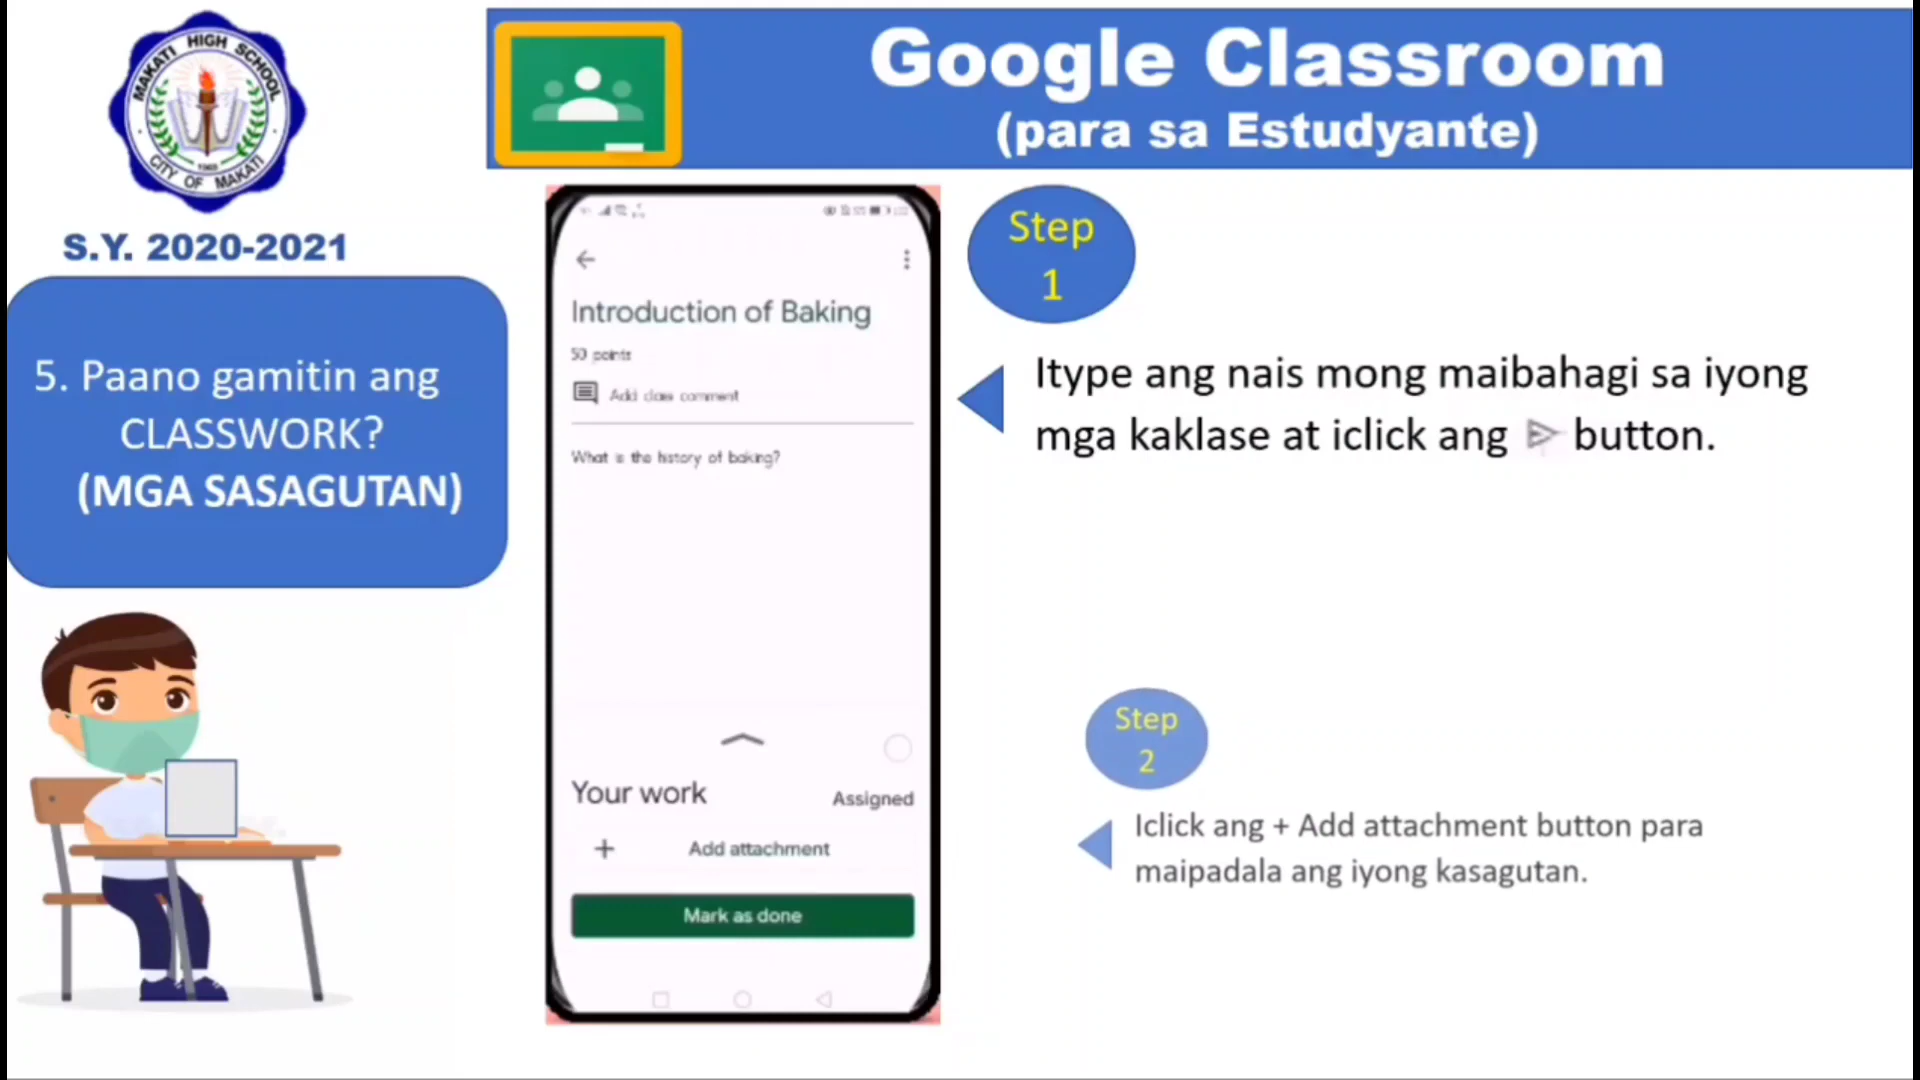 MAKATI HIGH SCHOOL
CITY OF MAKATI
S.Y. 2020-2021
Google Classroom
(para sa Estudyante)
5. Paano gamitin ang
CLASSWORK?
(MGA SASAGUTAN)
Introduction of Baking
50 points
Add class comment
What is the history of baking?
Your work
Assigned
+ Add attachment
Mark as done
Step
1
Itype ang nais mong maibahagi sa iyong
mga kaklase at iclick ang button.
Step
2
Iclick ang + Add attachment button para
maipadala ang iyong kasagutan.